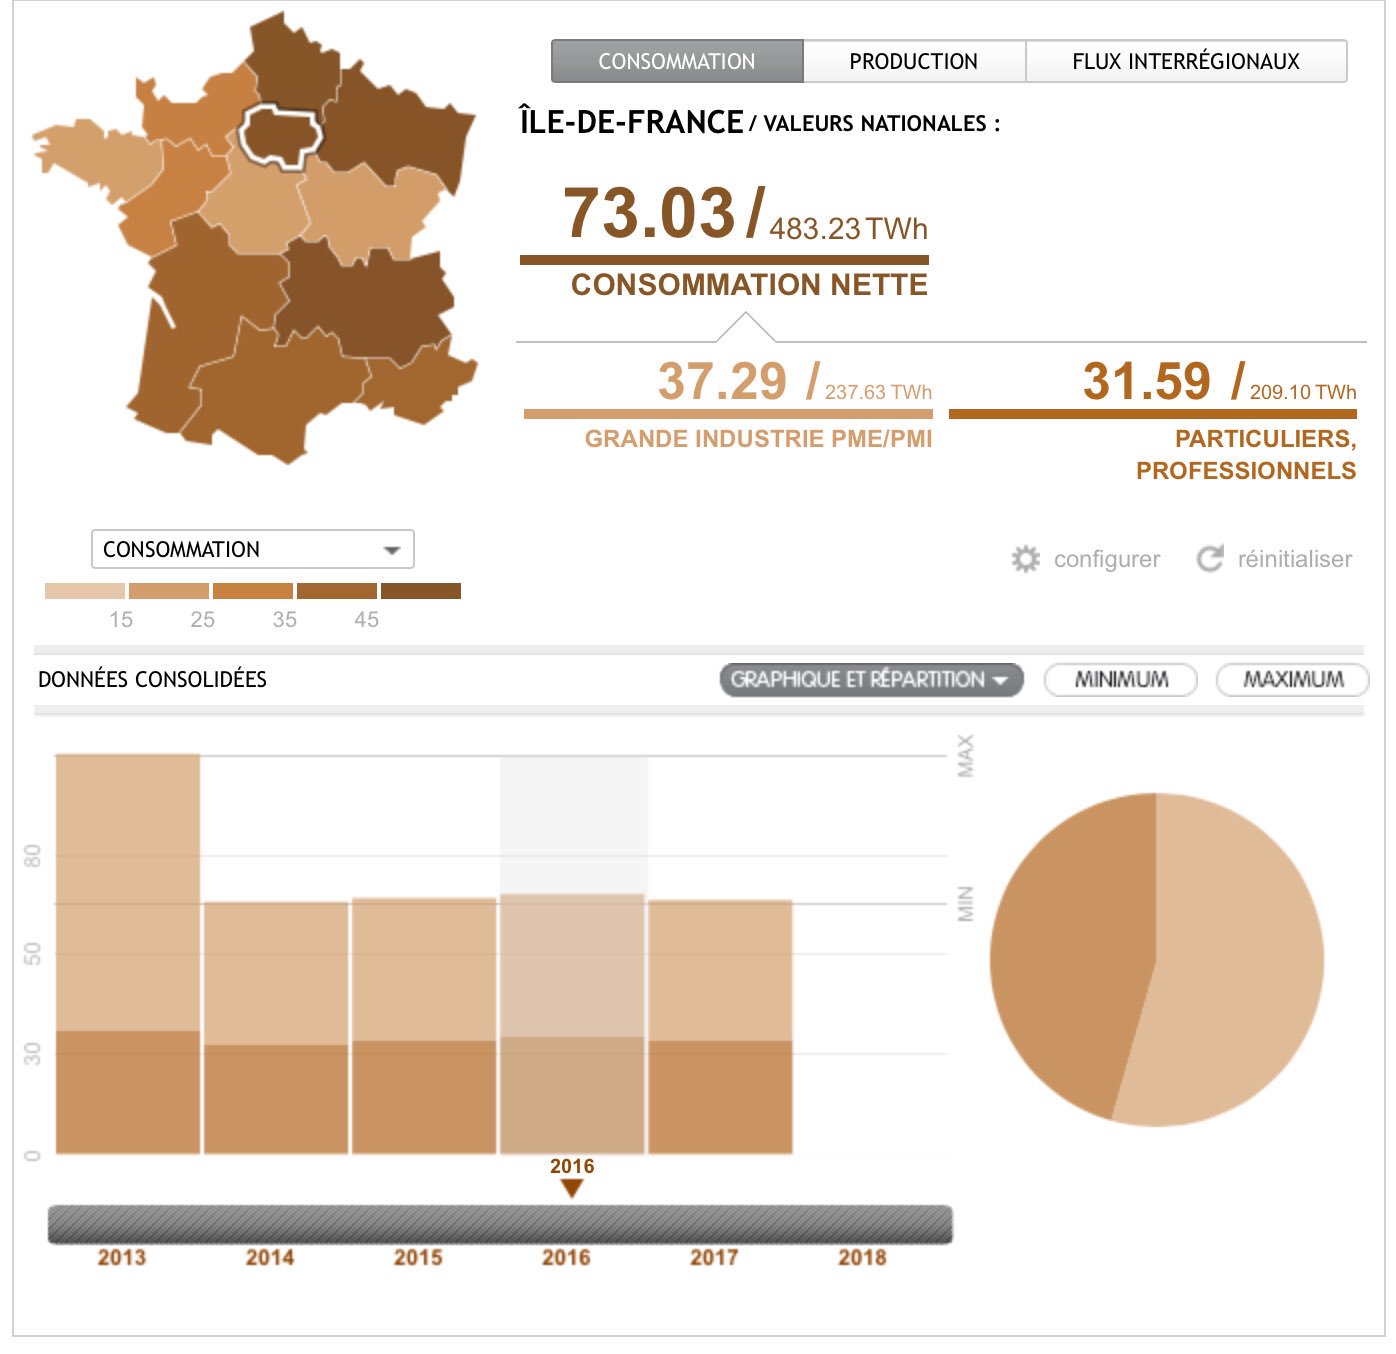 CONSOMMATION
PRODUCTION
FLUX INTERRÉGIONAUX
ÎLE-DE-FRANCE / VALEURS NATIONALES :
73.03 / 483.23 TWh
CONSOMMATION NETTE
37.29 / 237.63 TWh
GRANDE INDUSTRIE PME/PMI
31.59 / 209.10 TWh
PARTICULIERS,
PROFESSIONNELS
CONSOMMATION
configurer
réinitialiser
15 25 35 45
DONNÉES CONSOLIDÉES
GRAPHIQUE ET RÉPARTITION
MINIMUM
MAXIMUM
MAX
80
MIN
50
30
0
2016
2013 2014 2015 2016 2017 2018